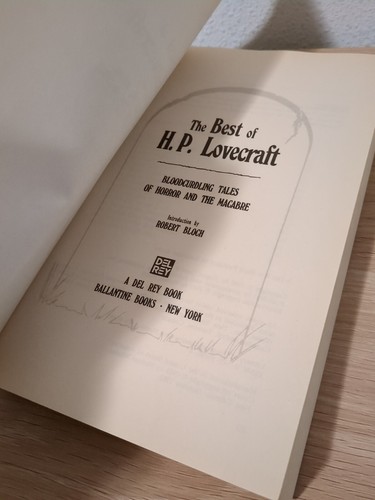 The Best of
H. P. Lovecraft
BLOODCURDLING TALES
OF HORROR AND THE MACABRE
Introduction by
ROBERT BLOCH
DEL
REY
A DEL REY BOOK
BALLANTINE BOOKS · NEW YORK